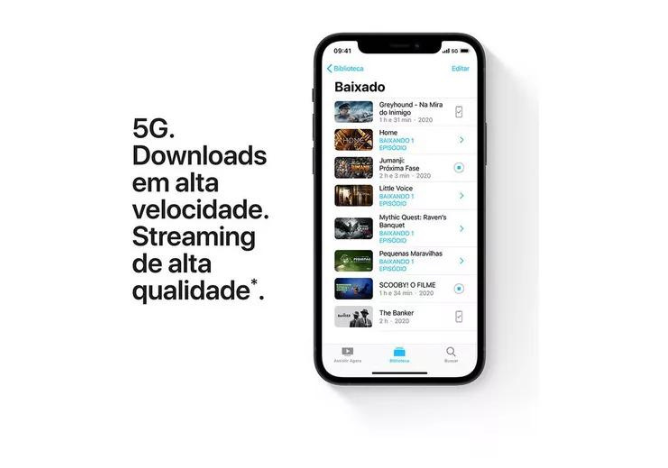 5G.
Downloads
em alta
velocidade.
Streaming
de alta
qualidade*.
09:41
5G
Biblioteca
Editar
Baixado
Greyhound - Na Mira
do Inimigo
1 h e 31 min · 2020
Home
BAIXANDO 1
EPISÓDIO
Jumanji:
Próxima Fase
2 h e 3 min · 2020
Little Voice
BAIXANDO 1
EPISÓDIO
Mythic Quest: Raven's
Banquet
BAIXANDO 1
EPISÓDIO
Pequenas Maravilhas
BAIXANDO 1
EPISÓDIO
SCOOBY! O FILME
1 h e 34 min · 2020
The Banker
2 h · 2020
Assistir Agora
Biblioteca
Buscar